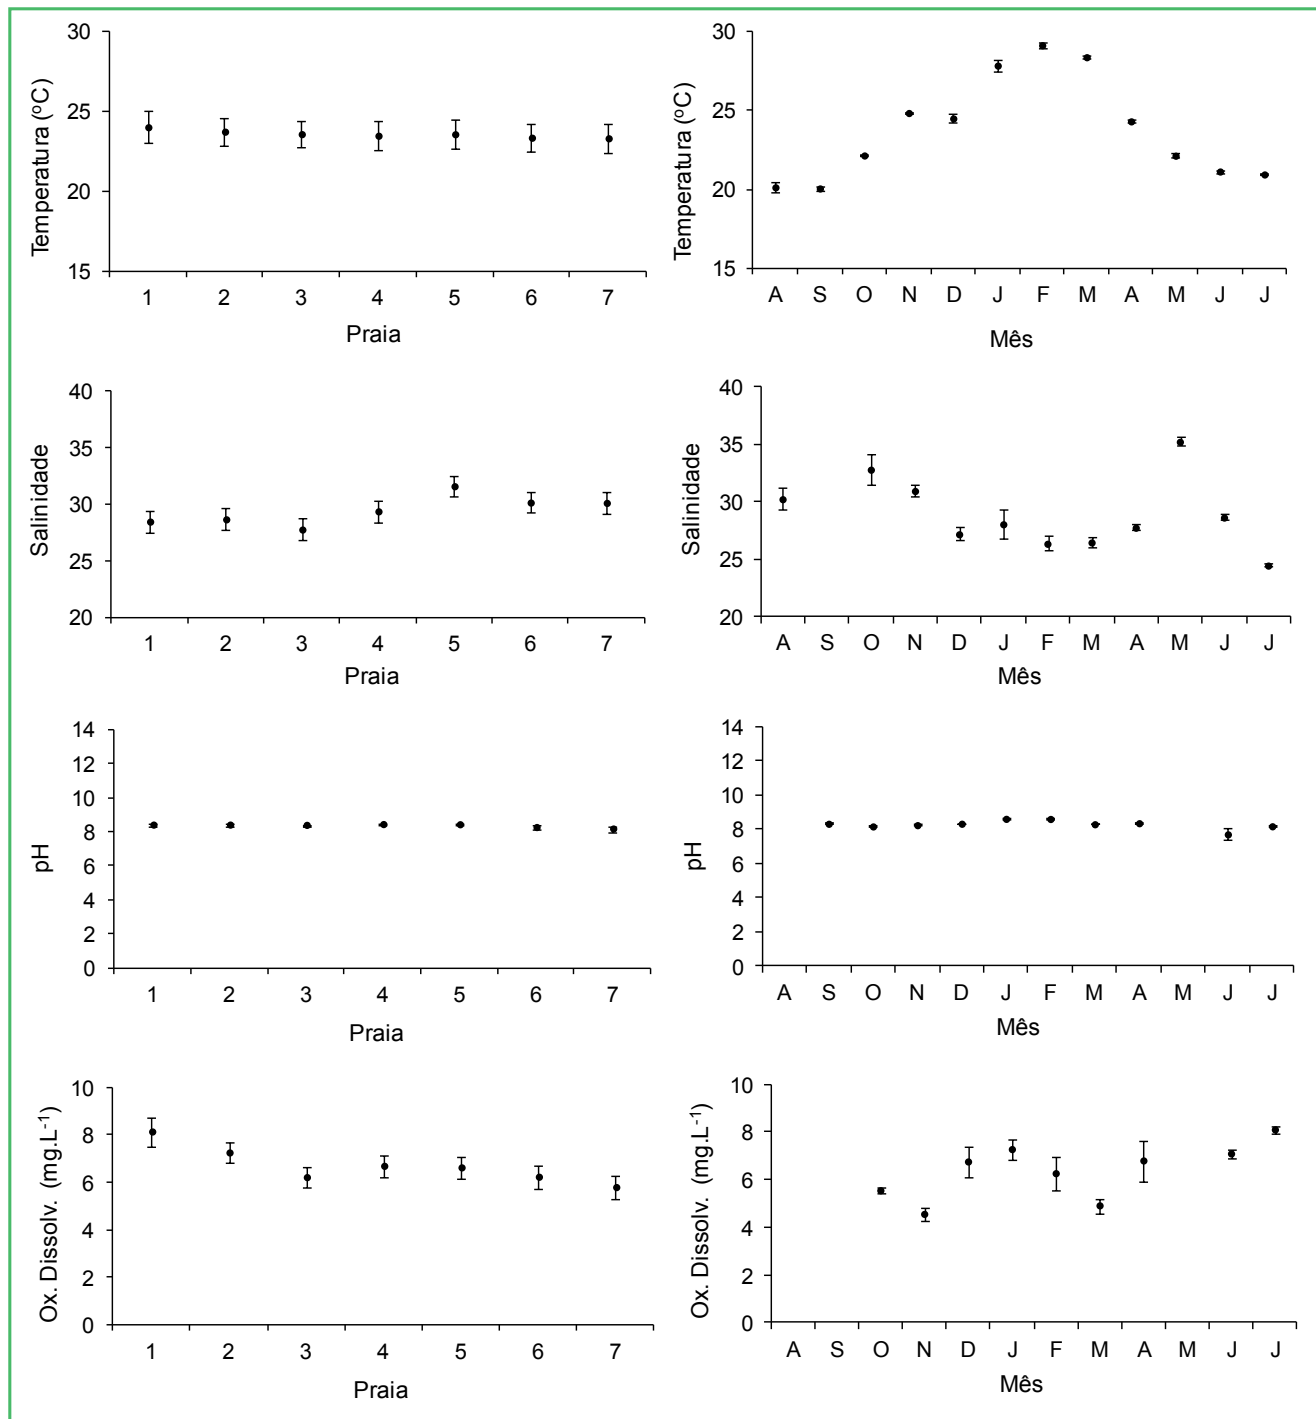 Temperatura (ºC)
30
25
20
15
1 2 3 4 5 6 7
Praia
Temperatura (ºC)
30
25
20
15
A S O N D J F M A M J J
Mês
Salinidade
40
35
30
25
20
1 2 3 4 5 6 7
Praia
Salinidade
40
35
30
25
20
A S O N D J F M A M J J
Mês
pH
14
12
10
8
6
4
2
0
1 2 3 4 5 6 7
Praia
pH
14
12
10
8
6
4
2
0
A S O N D J F M A M J J
Mês
Ox. Dissolv. (mg.L⁻¹)
10
8
6
4
2
0
1 2 3 4 5 6 7
Praia
Ox. Dissolv. (mg.L⁻¹)
10
8
6
4
2
0
A S O N D J F M A M J J
Mês